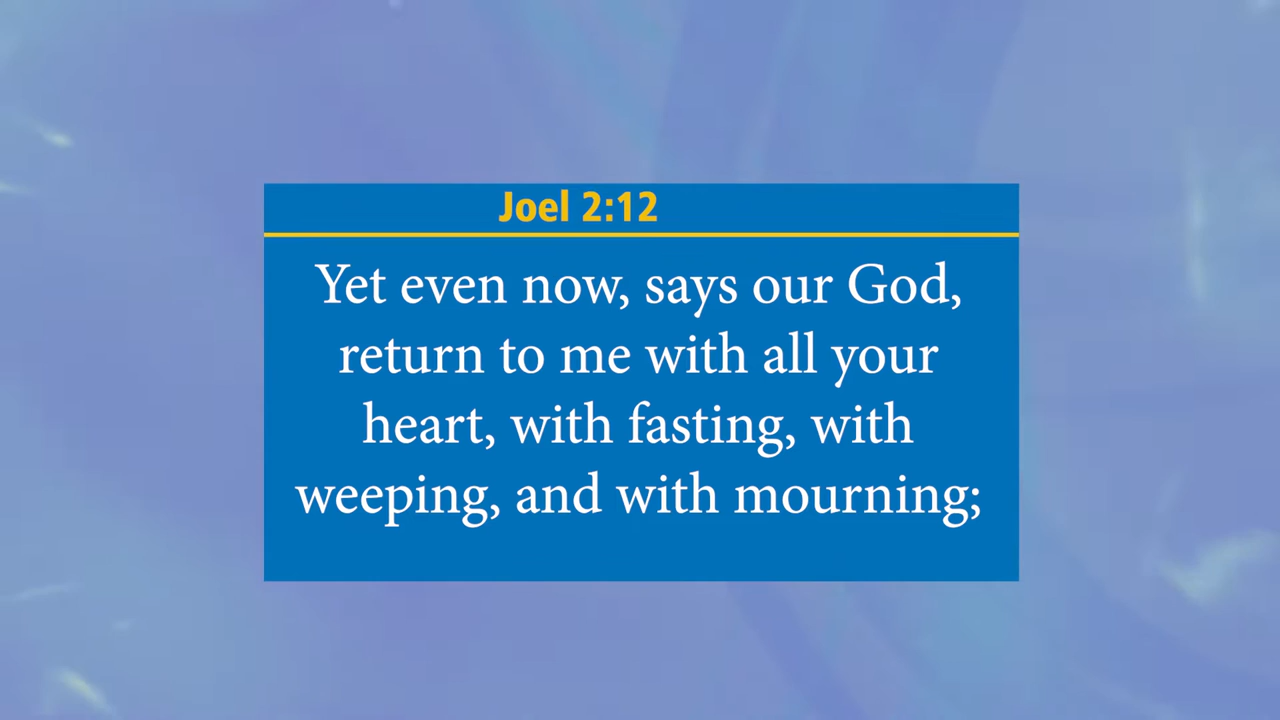 Joel 2:12
Yet even now, says our God,
return to me with all your
heart, with fasting, with
weeping, and with mourning;